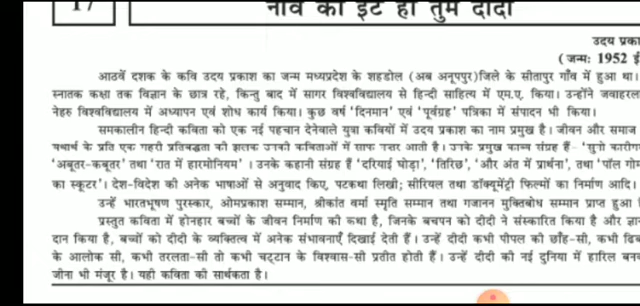 17
नींव की ईंट हो तुम दीदी
उदय प्रका
( जन्म: 1952 ई
आठवें दशक के कवि उदय प्रकाश का जन्म मध्यप्रदेश के शहडोल (अब अनूपपुर)जिले के सीतापुर गाँव में हुआ था।
स्नातक कक्षा तक विज्ञान के छात्र रहे, किन्तु बाद में सागर विश्वविद्यालय से हिन्दी साहित्य में एम.ए. किया। उन्होंने जवाहरल
नेहरु विश्वविद्यालय में अध्यापन एवं शोध कार्य किया। कुछ वर्ष ‘दिनमान’ एवं ‘पूर्वग्रह’ पत्रिका में संपादन भी किया।
समकालीन हिन्दी कविता को एक नई पहचान देनेवाले युवा कवियों में उदय प्रकाश का नाम प्रमुख है। जीवन और समाज
यथार्थ के प्रति एक गहरी प्रतिबद्धता की झलक उनकी कविताओं में साफ नजर आती है। उनके प्रमुख काव्य संग्रह हैं– ‘सुनो कारीग
‘अबूतर-कबूतर’ तथा ‘रात में हारमोनियम’ । उनके कहानी संग्रह हैं ‘दरियाई घोड़ा’, ‘तिरिछ’, ‘और अंत में प्रार्थना’, तथा ‘पॉल गोम
का स्कूटर’। देश-विदेश की अनेक भाषाओं से अनुवाद किए, पटकथा लिखी; सीरियल तथा डॉक्यूमेंट्री फिल्मों का निर्माण आदि।
उन्हें भारतभूषण पुरस्कार, ओमप्रकाश सम्मान, श्रीकांत वर्मा स्मृति सम्मान तथा गजानन मुक्तिबोध सम्मान प्राप्त हुआ
प्रस्तुत कविता में होनहार बच्चों के जीवन निर्माण की कथा है, जिनके बचपन को दीदी ने संस्कारित किया है और ज्ञान
दान किया है, बच्चों को दीदी के व्यक्तित्व में अनेक संभावनाएँ दिखाई देती हैं। उन्हें दीदी कभी पीपल को छाँह-सी, कभी ढिब
के आलोक सी, कभी तरलता-सी तो कभी चट्टान के विश्वास-सी प्रतीत होती हैं। उन्हें दीदी की नई दुनिया में हारिल बन
जीना भी मंजूर है। यही कविता की सार्थकता है।